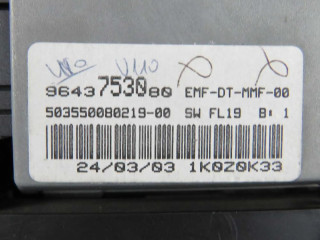 9643753080 EMF-DT-MMF-00
503550080219-00 SW FL19 B: 1
24/03/03 1K0Z0K33